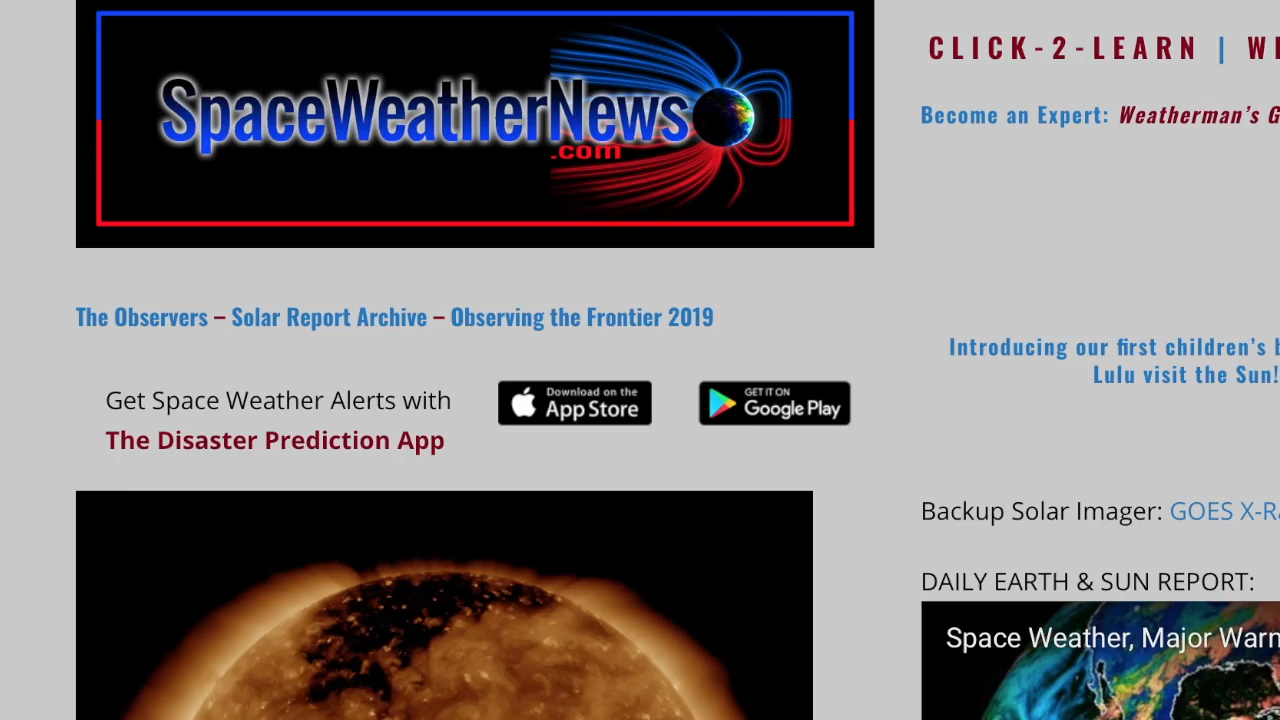 SpaceWeatherNews
.com
The Observers – Solar Report Archive – Observing the Frontier 2019
Get Space Weather Alerts with
The Disaster Prediction App
Download on the
App Store
GET IT ON
Google Play
CLICK-2-LEARN |
Become an Expert: Weatherman's
Introducing our first children's
Lulu visit the Sun!
Backup Solar Imager: GOES
DAILY EARTH & SUN REPORT:
Space Weather, Major